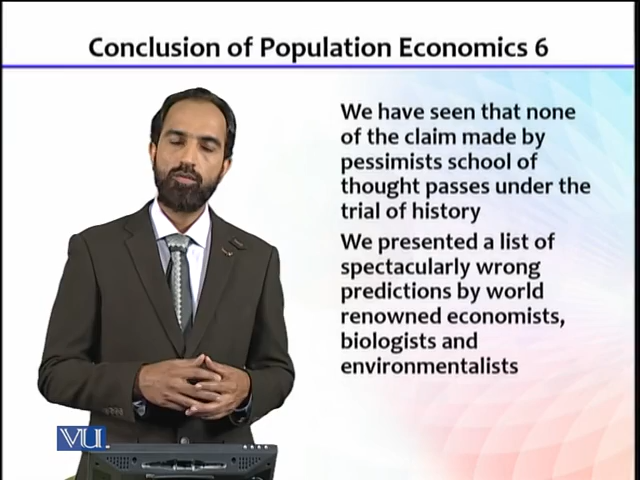 Conclusion of Population Economics 6
We have seen that none
of the claim made by
pessimists school of
thought passes under the
trial of history
We presented a list of
spectacularly wrong
predictions by world
renowned economists,
biologists and
environmentalists
VU.